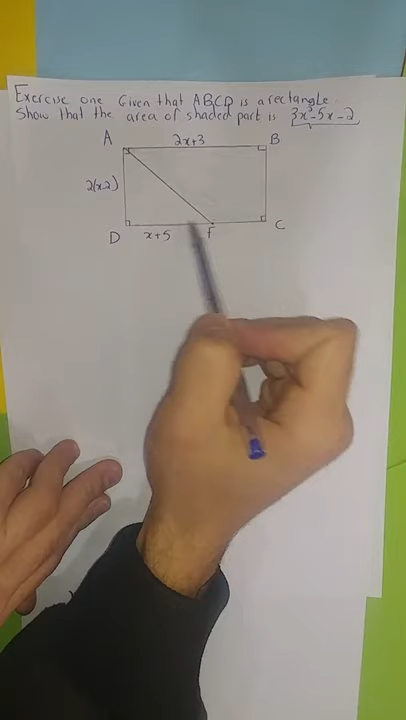 Exercise one Given that ABCD is a rectangle.
Show that the area of shaded part is 3x²-5x-2
A
2x+3
B
2(x-2)
D
x+5
F
C